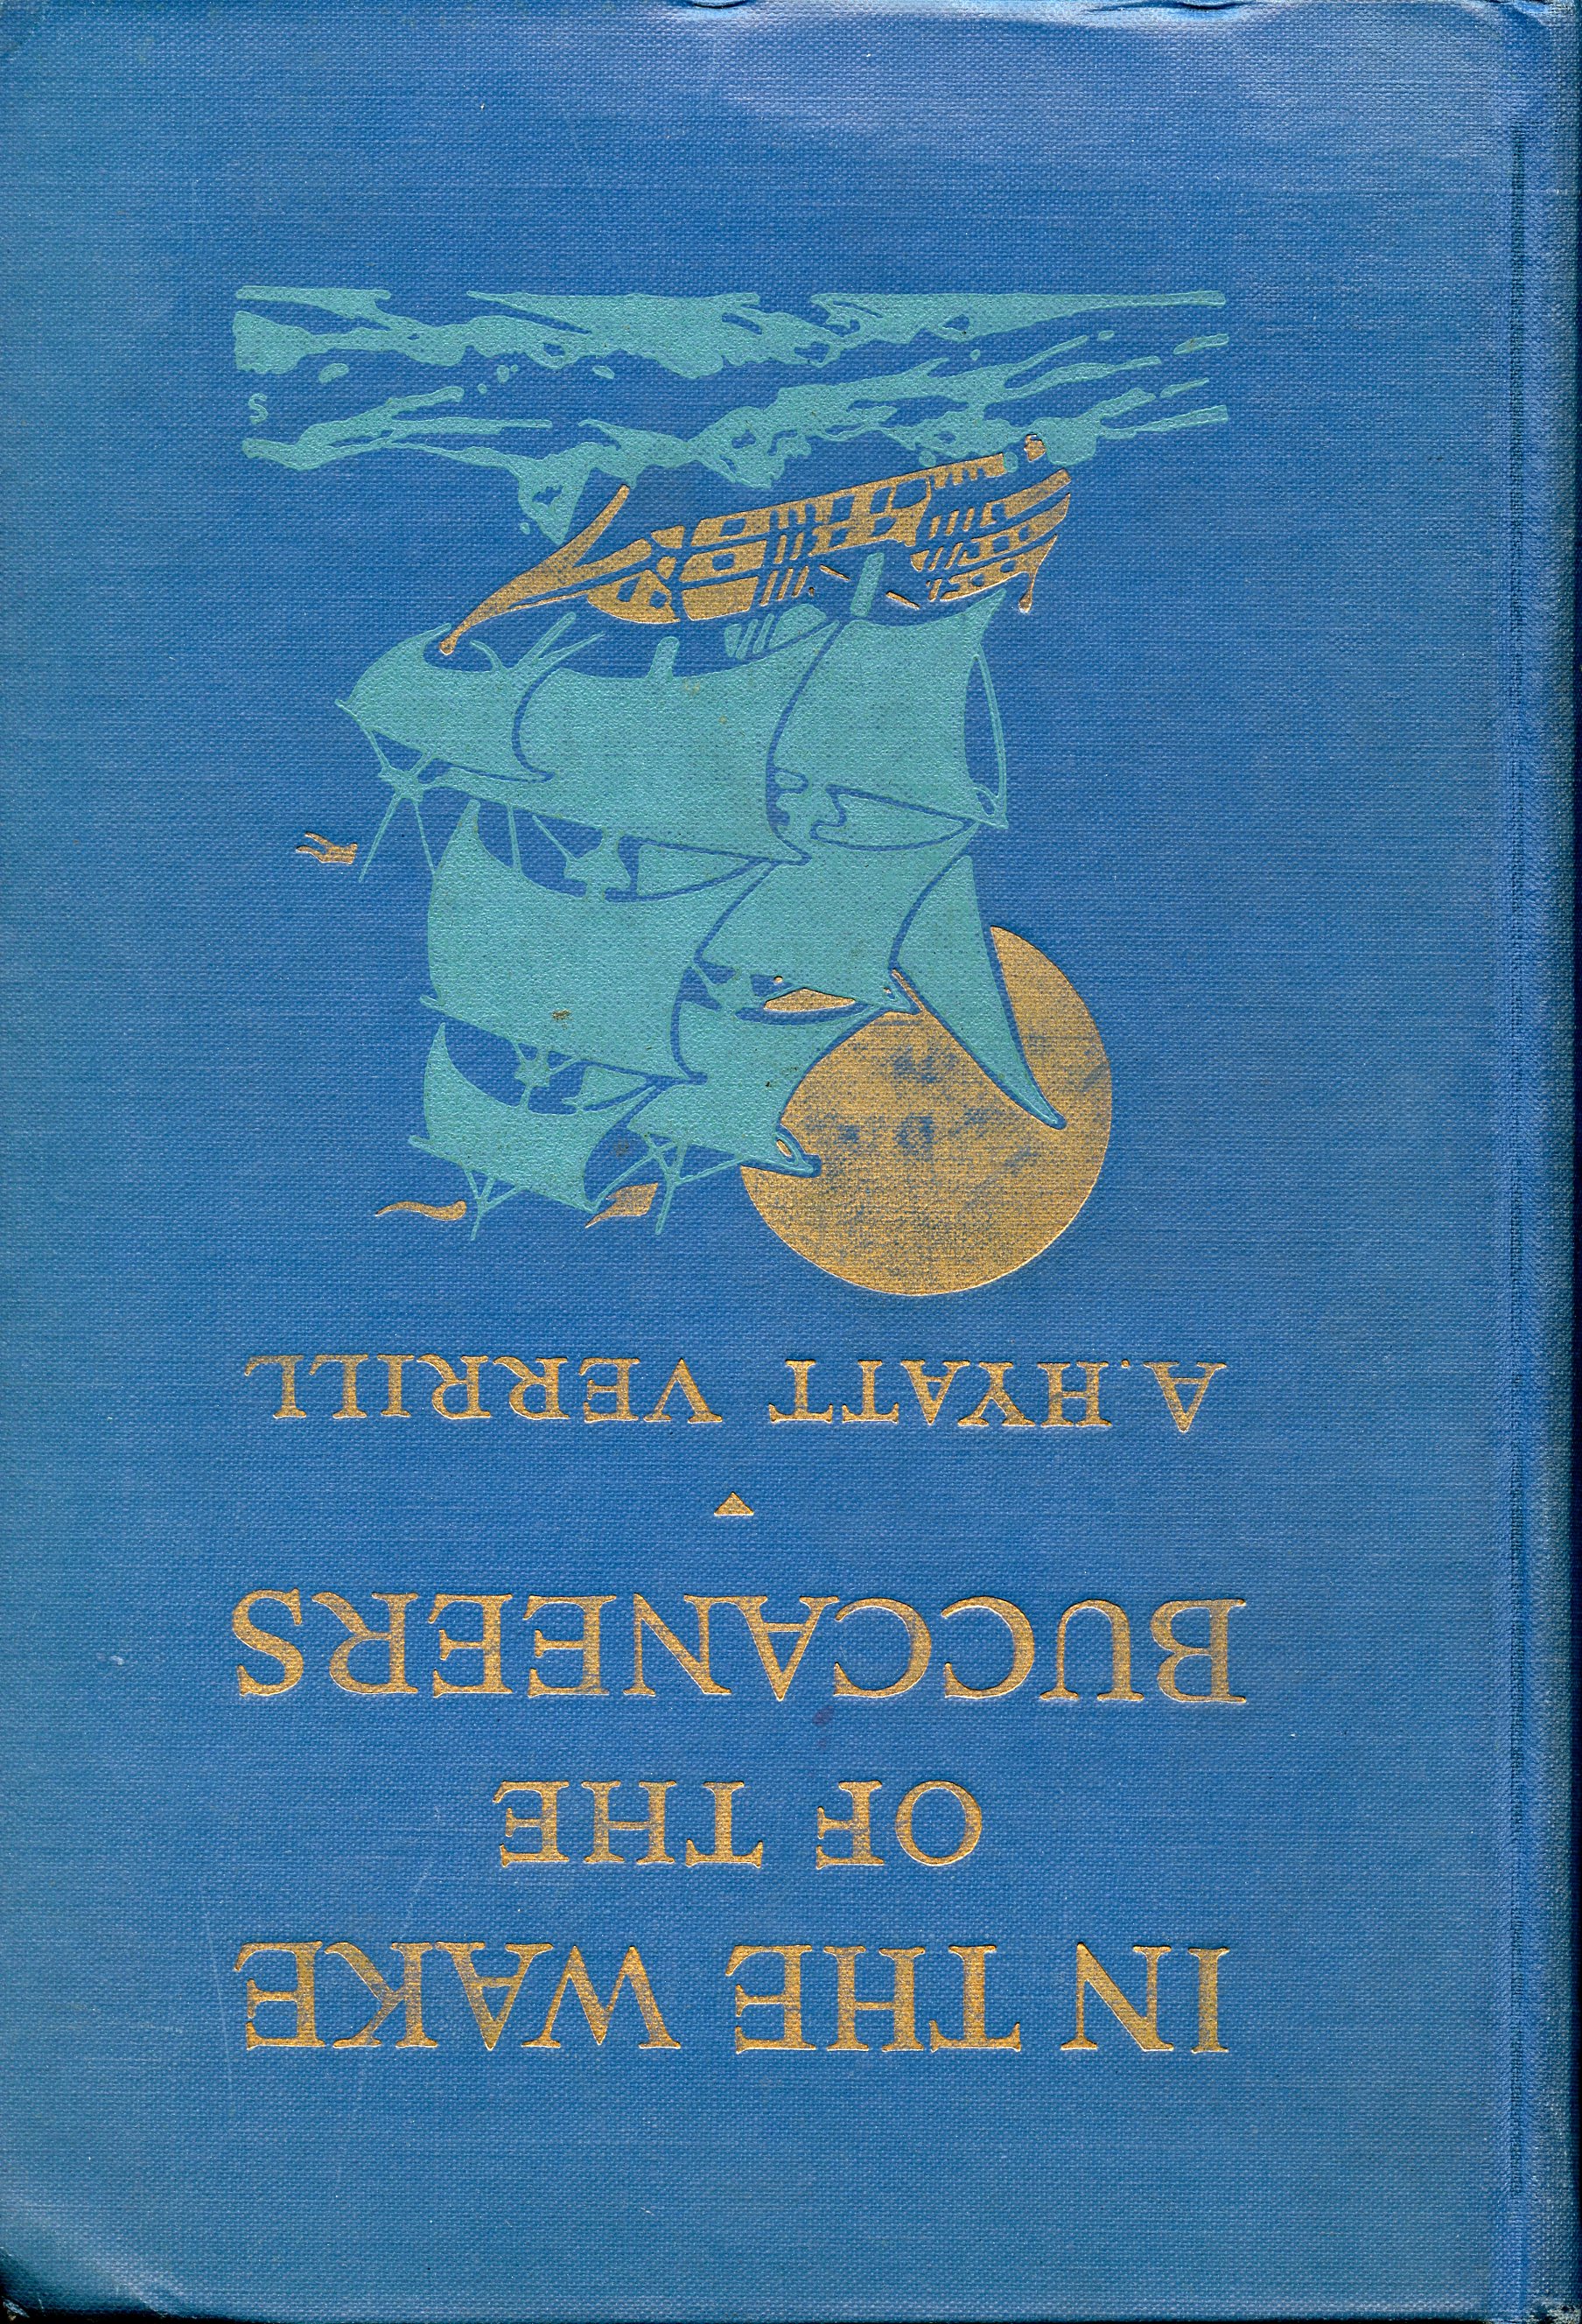 IN THE WAKE
OF THE
BUCCANEERS
A. HYATT VERRILL
S